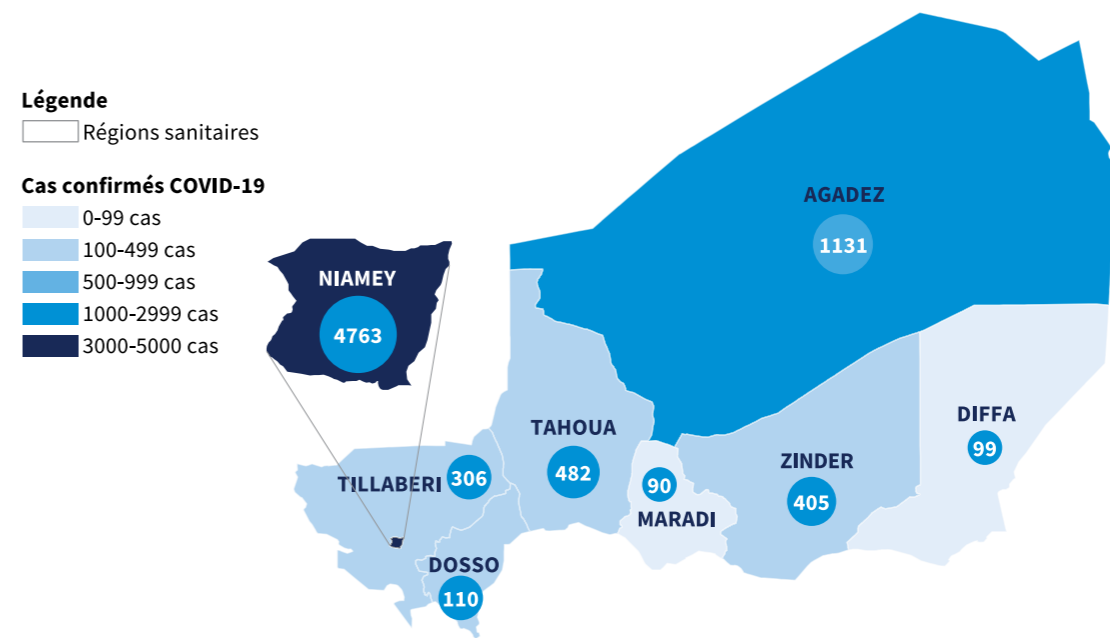 Légende
Régions sanitaires
Cas confirmés COVID-19
0-99 cas
100-499 cas
500-999 cas
1000-2999 cas
3000-5000 cas
NIAMEY
4763
AGADEZ
1131
TAHOUA
482
TILLABERI
306
DOSSO
110
90
MARADI
ZINDER
405
DIFFA
99